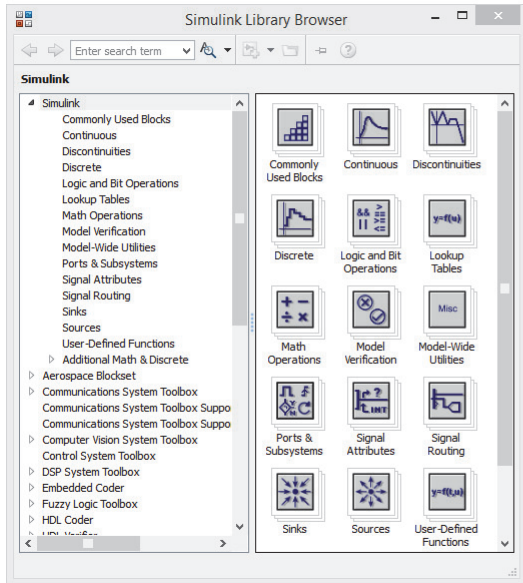 Simulink Library Browser
Enter search term
Simulink
Simulink
Commonly Used Blocks
Continuous
Discontinuities
Discrete
Logic and Bit Operations
Lookup Tables
Math Operations
Model Verification
Model-Wide Utilities
Ports & Subsystems
Signal Attributes
Signal Routing
Sinks
Sources
User-Defined Functions
Additional Math & Discrete
Aerospace Blockset
Communications System Toolbox
Communications System Toolbox Suppo
Communications System Toolbox Suppo
Computer Vision System Toolbox
Control System Toolbox
DSP System Toolbox
Embedded Coder
Fuzzy Logic Toolbox
HDL Coder
HDL Verifier
Commonly
Used Blocks
Continuous
Discontinuities
Discrete
&& >
|| >=
== <=
Logic and Bit
Operations
y=f(u)
Lookup
Tables
+ −
÷ ×
Math
Operations
Model
Verification
Misc
Model-Wide
Utilities
Ports &
Subsystems
?
INT
Signal
Attributes
Signal
Routing
Sinks
Sources
y=f(t,u)
User-Defined
Functions